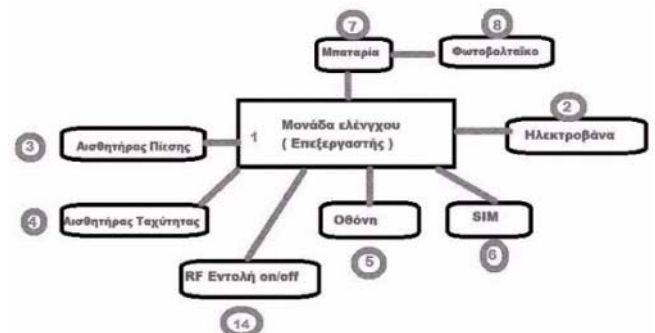 7
8
Μπαταρία
Φωτοβολταϊκο
2
1
Μονάδα ελένγχου
( Επεξεργαστής )
Ηλεκτροβάνα
3
Αισθητήρας Πίεσης
4
Αισθητήρας Ταχύτητας
Οθόνη
SIM
5
6
RF Εντολή on/off
14